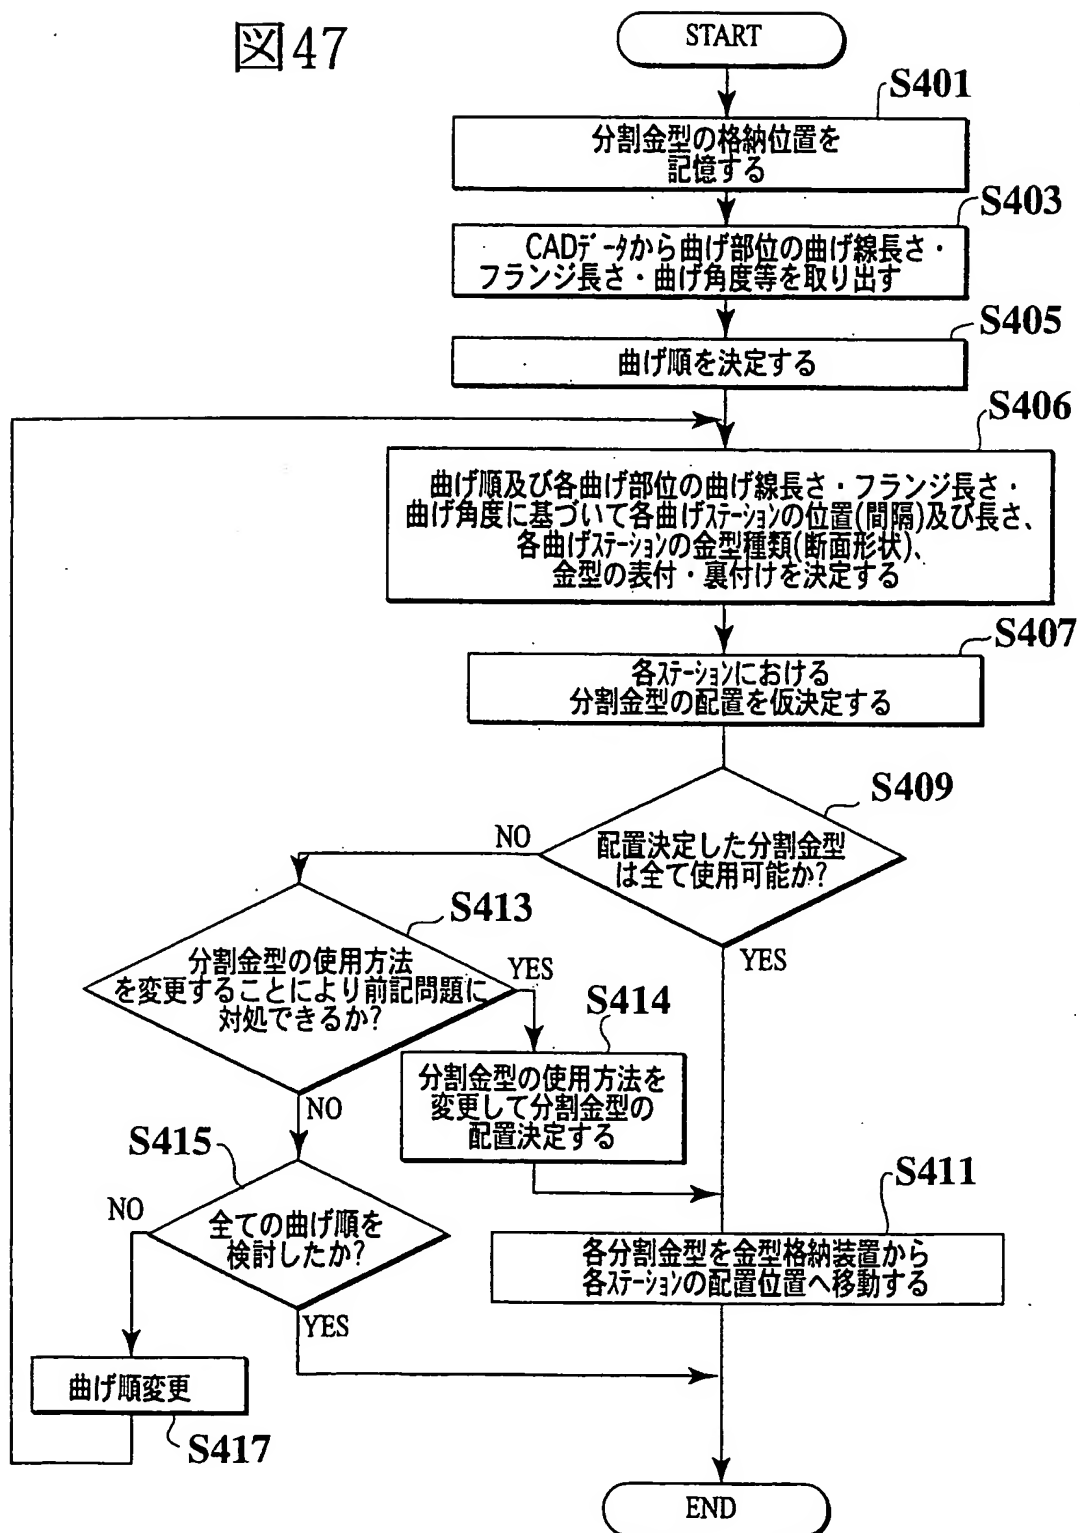 図47
START
S401
分割金型の格納位置を
記憶する
S403
CADデータから曲げ部位の曲げ線長さ・
フランジ長さ・曲げ角度等を取り出す
S405
曲げ順を決定する
S406
曲げ順及び各曲げ部位の曲げ線長さ・フランジ長さ・
曲げ角度に基づいて各曲げステーションの位置(間隔)及び長さ、
各曲げステーションの金型種類(断面形状)、
金型の表付・裏付けを決定する
S407
各ステーションにおける
分割金型の配置を仮決定する
S409
配置決定した分割金型
は全て使用可能か?
NO
YES
S413
分割金型の使用方法
を変更することにより前記問題に
対処できるか?
YES
NO
S414
分割金型の使用方法を
変更して分割金型の
配置決定する
S415
全ての曲げ順を
検討したか?
NO
YES
S411
各分割金型を金型格納装置から
各ステーションの配置位置へ移動する
曲げ順変更
S417
END